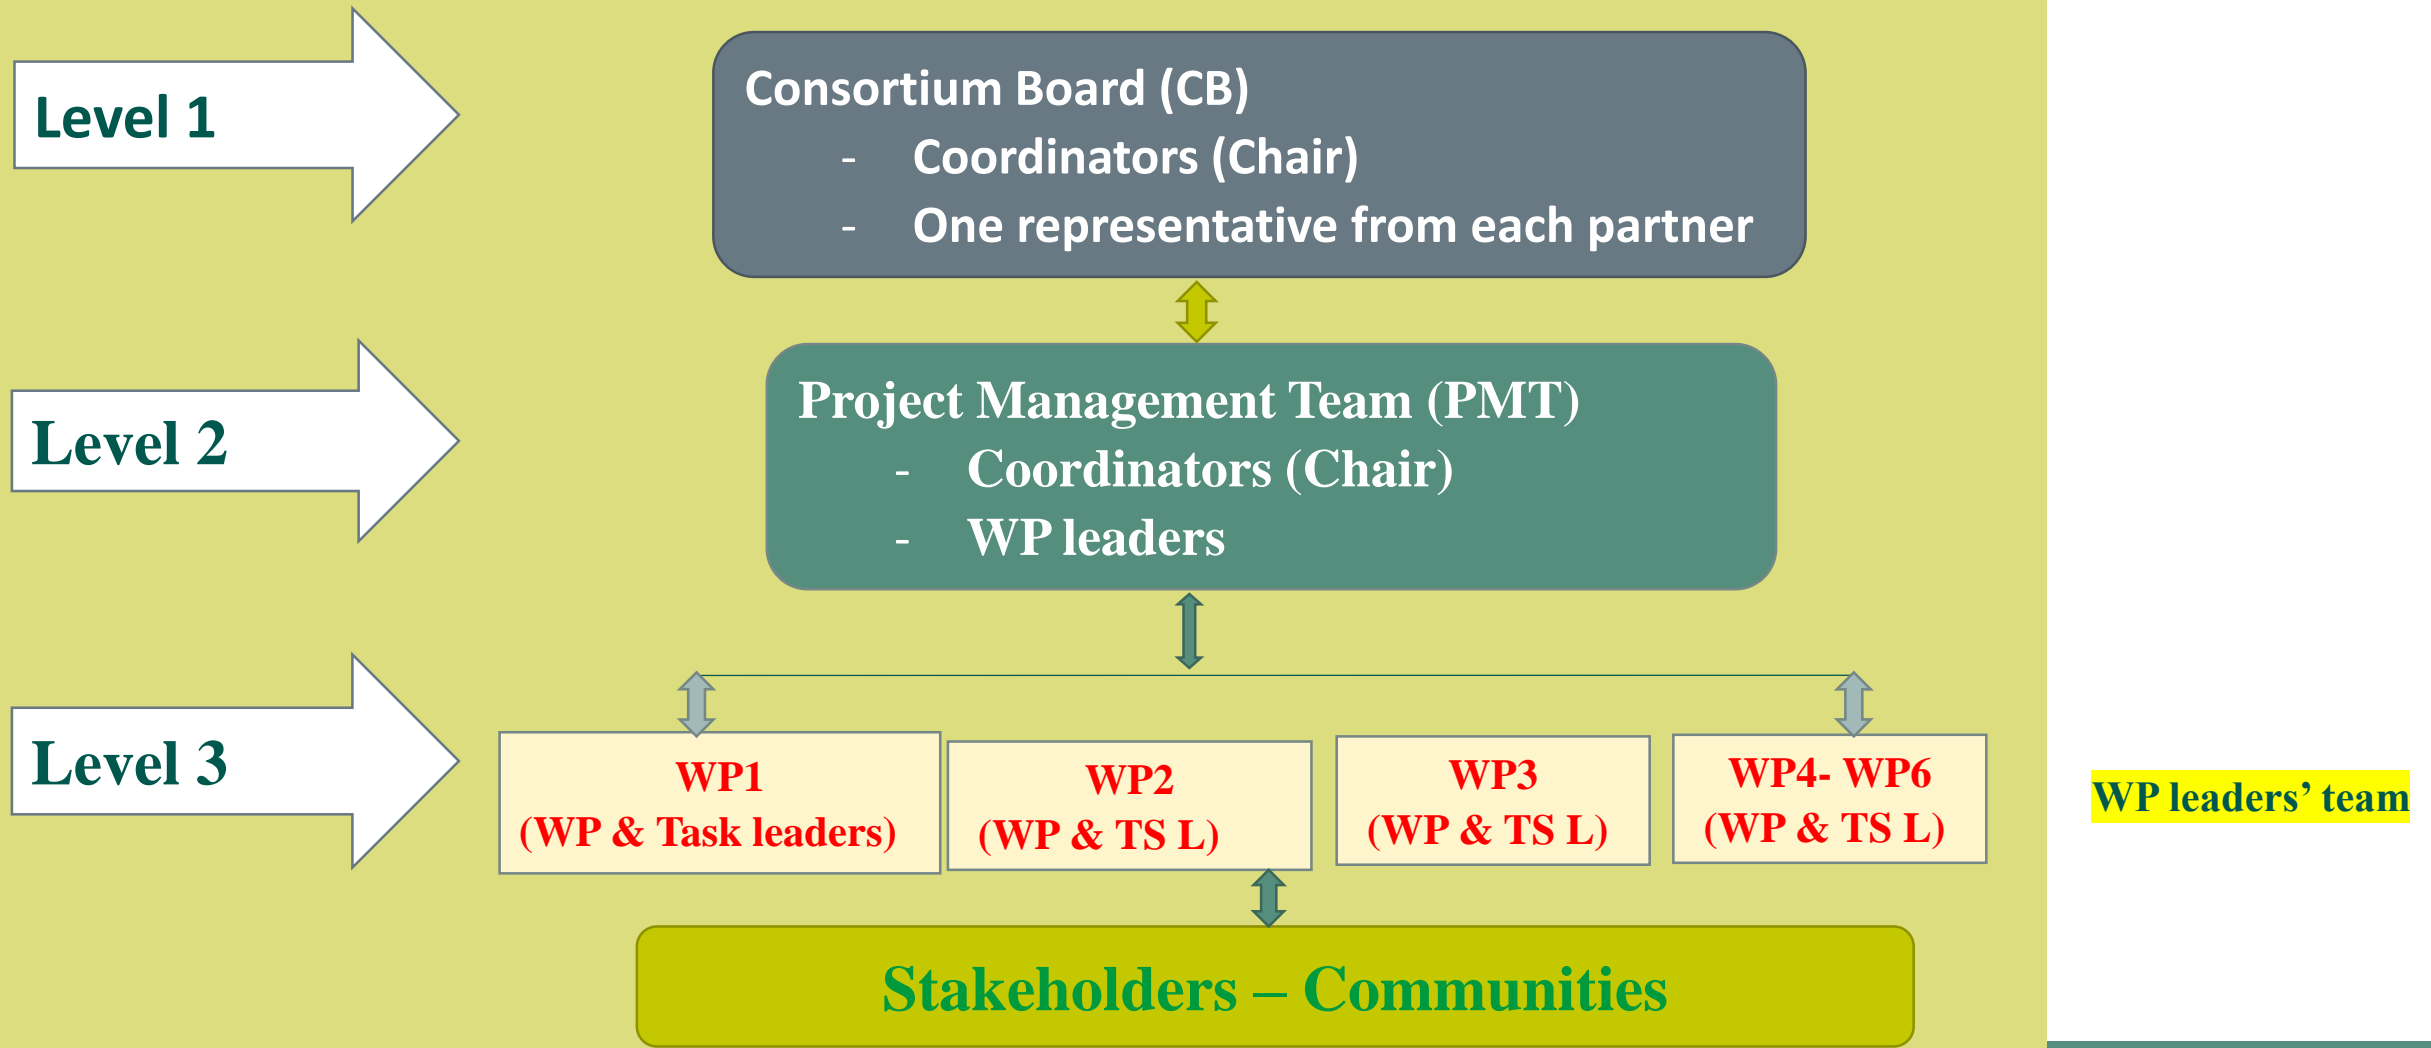 Level 1
Consortium Board (CB)
- Coordinators (Chair)
- One representative from each partner
Level 2
Project Management Team (PMT)
- Coordinators (Chair)
- WP leaders
Level 3
WP1
(WP & Task leaders)
WP2
(WP & TS L)
WP3
(WP & TS L)
WP4- WP6
(WP & TS L)
WP leaders’ team
Stakeholders – Communities